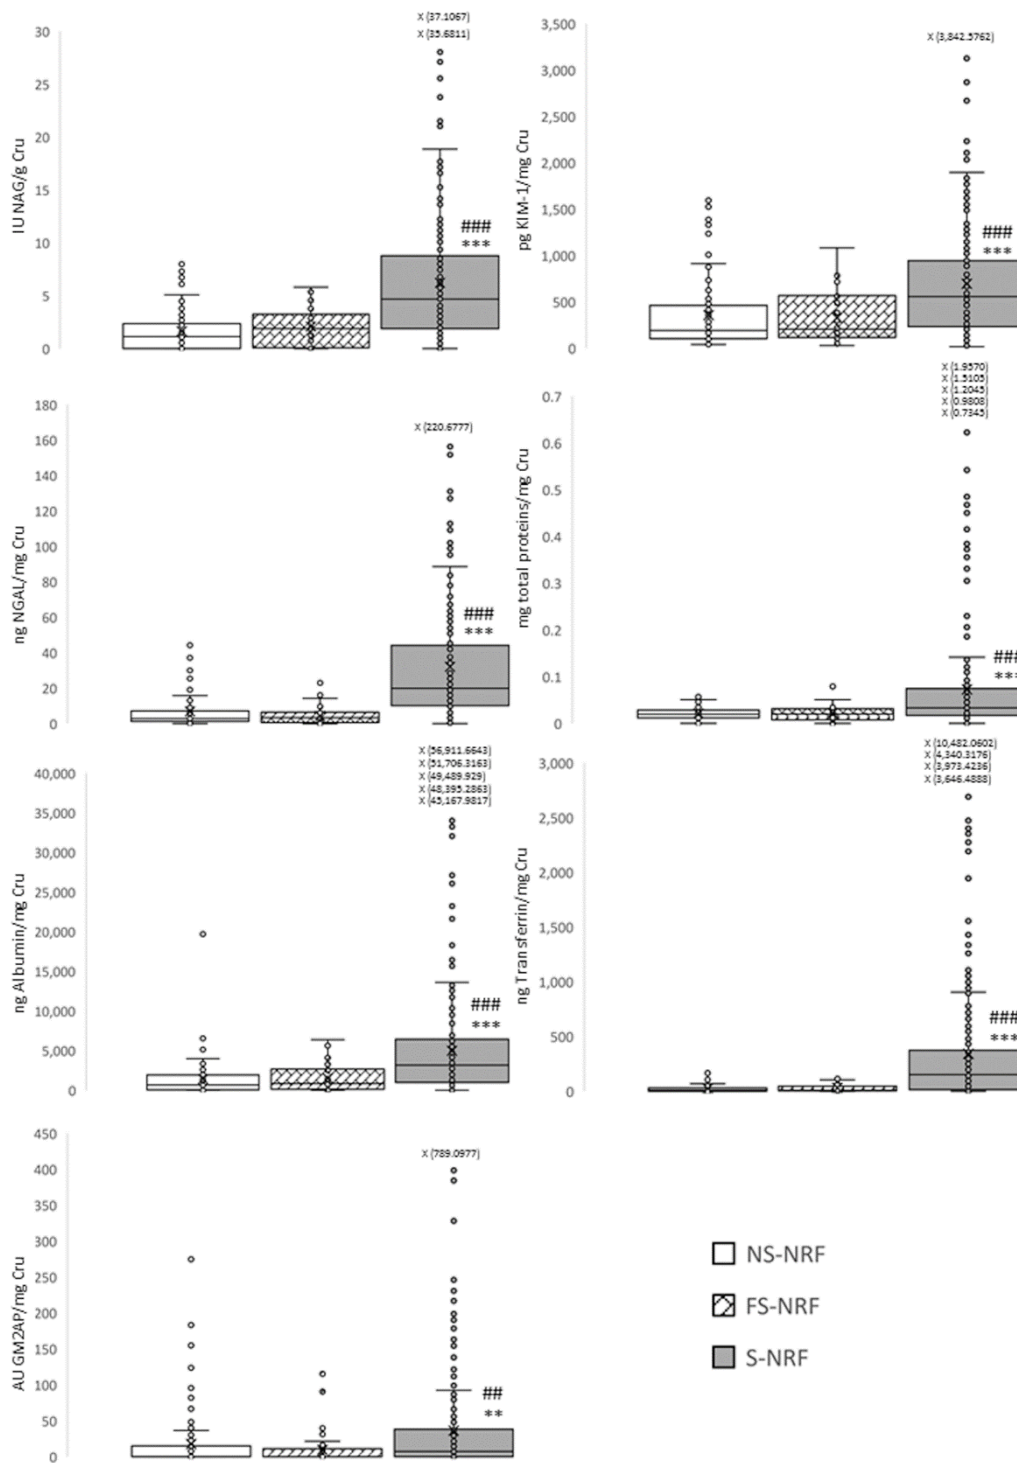 X (37.1067)
X (35.6811)
30
25
20
15
10
5
0
IU NAG/g Cru
###
***
X (3,842.5762)
3,500
3,000
2,500
2,000
1,500
1,000
500
0
pg KIM-1/mg Cru
###
***
X (220.6777)
180
160
140
120
100
80
60
40
20
0
ng NGAL/mg Cru
###
***
X (1.9570)
X (1.5105)
X (1.2045)
X (0.9808)
X (0.7345)
0.7
0.6
0.5
0.4
0.3
0.2
0.1
0
mg total proteins/mg Cru
###
***
X (56,911.6643)
X (51,706.3163)
X (49,489.929)
X (48,395.2863)
X (45,167.9817)
40,000
35,000
30,000
25,000
20,000
15,000
10,000
5,000
0
ng Albumin/mg Cru
###
***
X (10,482.0602)
X (4,340.3176)
X (3,973.4236)
X (3,646.4888)
3,000
2,500
2,000
1,500
1,000
500
0
ng Transferrin/mg Cru
###
***
X (789.0977)
450
400
350
300
250
200
150
100
50
0
AU GM2AP/mg Cru
##
**
NS-NRF
FS-NRF
S-NRF